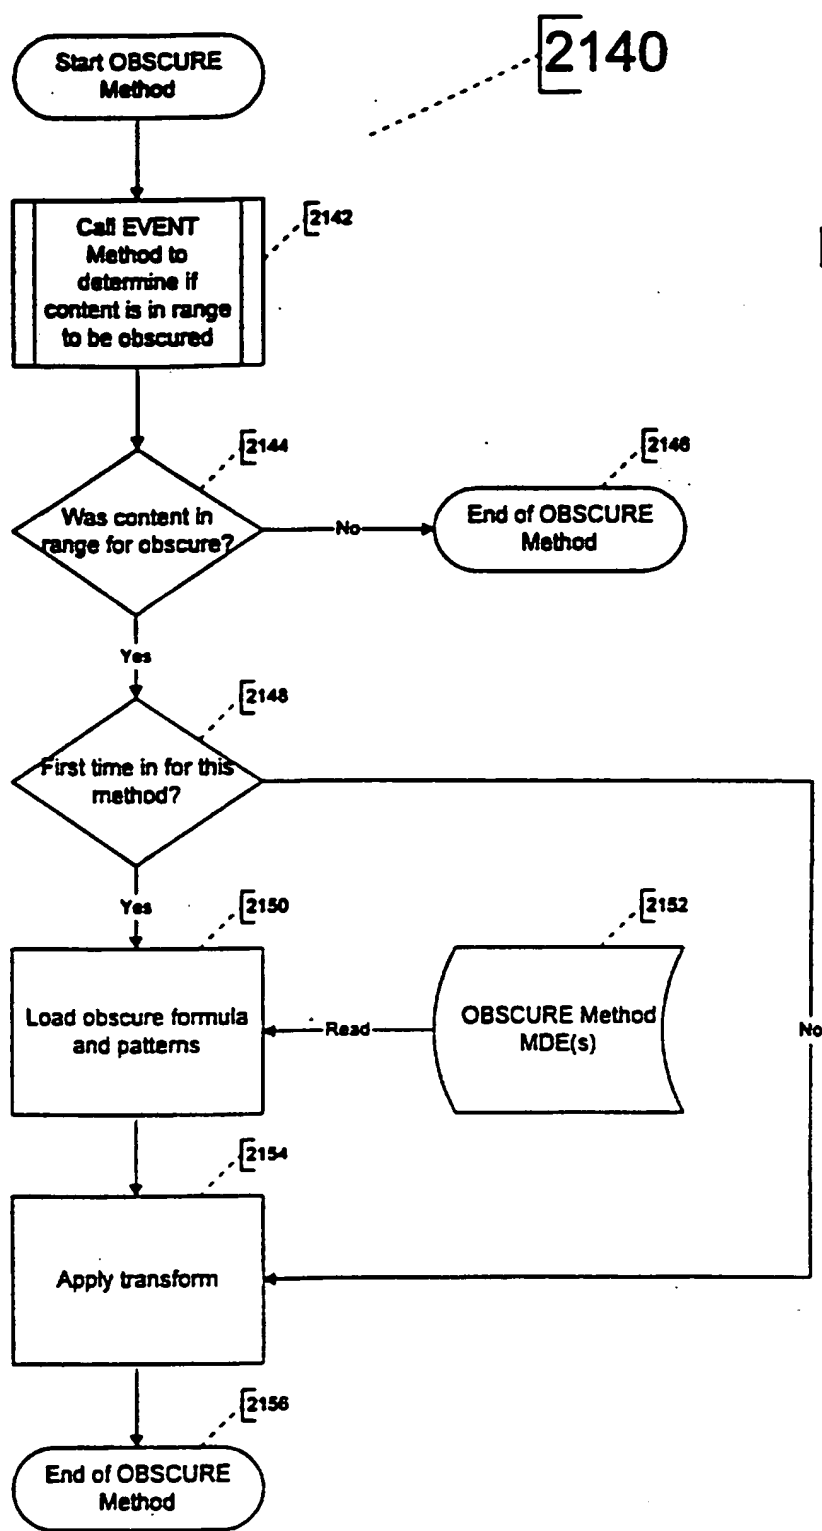 2140
Start OBSCURE
Method
2142
Call EVENT
Method to
determine if
content is in range
to be obscured
2144
2146
Was content in
range for obscure?
No
End of OBSCURE
Method
Yes
2148
First time in for this
method?
Yes
2150
2152
Load obscure formula
and patterns
Read
OBSCURE Method
MDE(s)
No
2154
Apply transform
2156
End of OBSCURE
Method